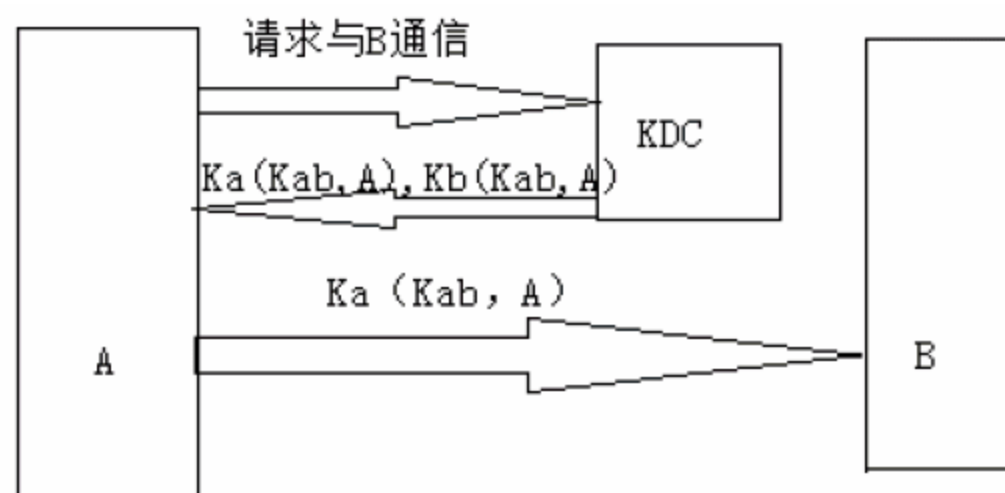 请求与B通信
KDC
Ka(Kab,A),Kb(Kab,A)
Ka（Kab，A）
A
B